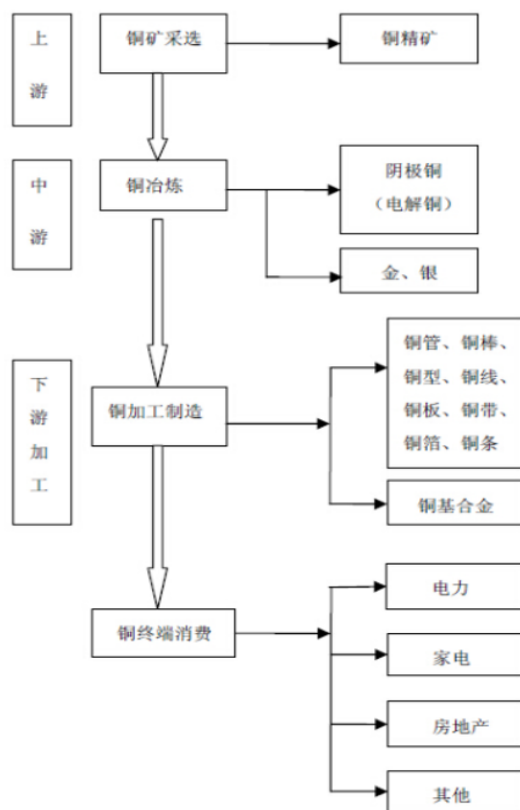 上游
铜矿采选
铜精矿
中游
铜冶炼
阴极铜
（电解铜）
金、银
下游加工
铜加工制造
铜管、铜棒、
铜型、铜线、
铜板、铜带、
铜箔、铜条
铜基合金
铜终端消费
电力
家电
房地产
其他